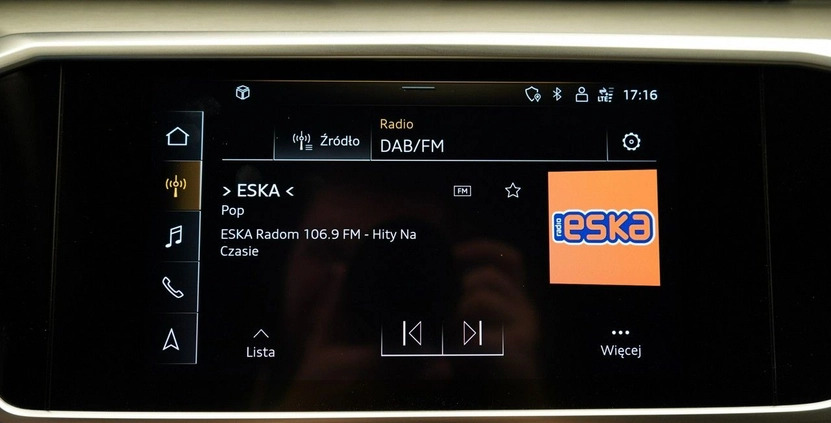 LTE 17:16
Źródło
Radio
DAB/FM
> ESKA <
FM
Pop
ESKA Radom 106.9 FM - Hity Na
Czasie
radio eska
Lista
Więcej